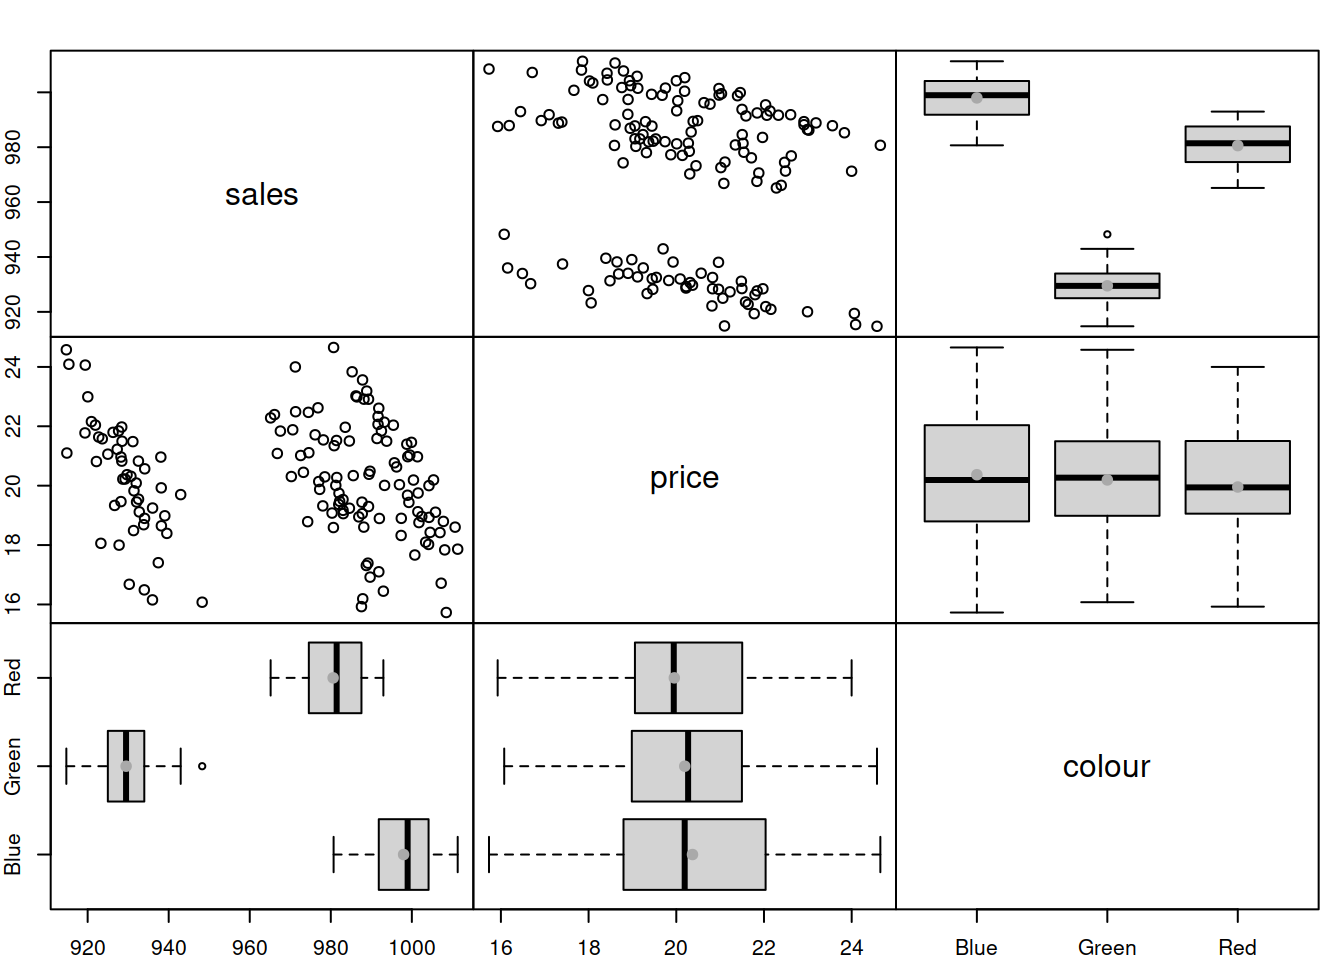 sales
980
960
940
920
price
24
22
20
18
16
colour
Red
Green
Blue
920 940 960 980 1000 16 18 20 22 24 Blue Green Red